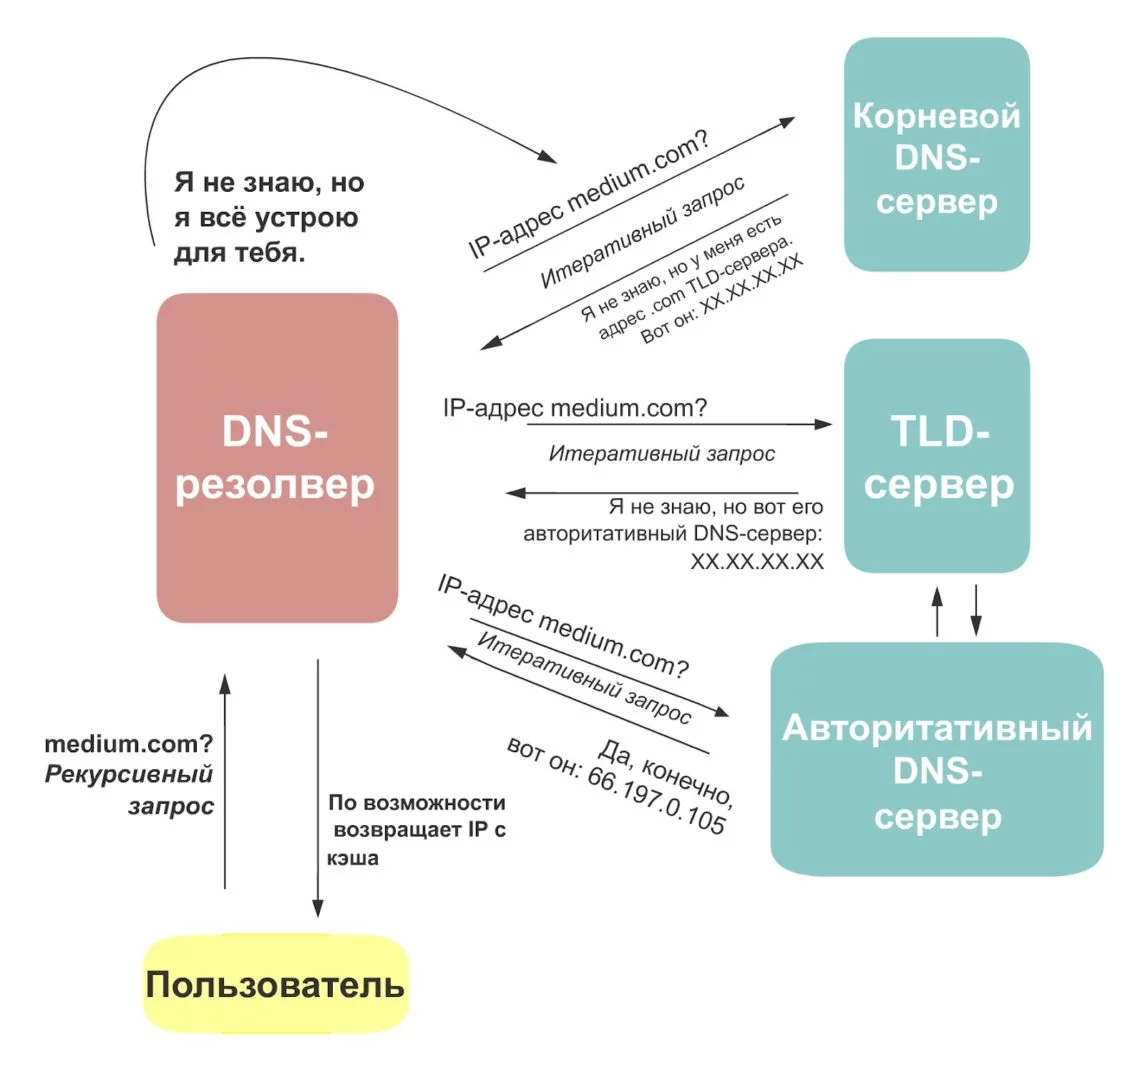 Я не знаю, но
я всё устрою
для тебя.
IP-адрес medium.com?
Итеративный запрос
Я не знаю, но у меня есть
адрес .com TLD-сервера.
Вот он: XX.XX.XX.XX
Корневой
DNS-
сервер
DNS-
резолвер
IP-адрес medium.com?
Итеративный запрос
Я не знаю, но вот его
авторитативный DNS-сервер:
XX.XX.XX.XX
TLD-
сервер
IP-адрес medium.com?
Итеративный запрос
Да, конечно,
вот он: 66.197.0.105
Авторитативный
DNS-
сервер
medium.com?
Рекурсивный
запрос
По возможности
возвращает IP с
кэша
Пользователь